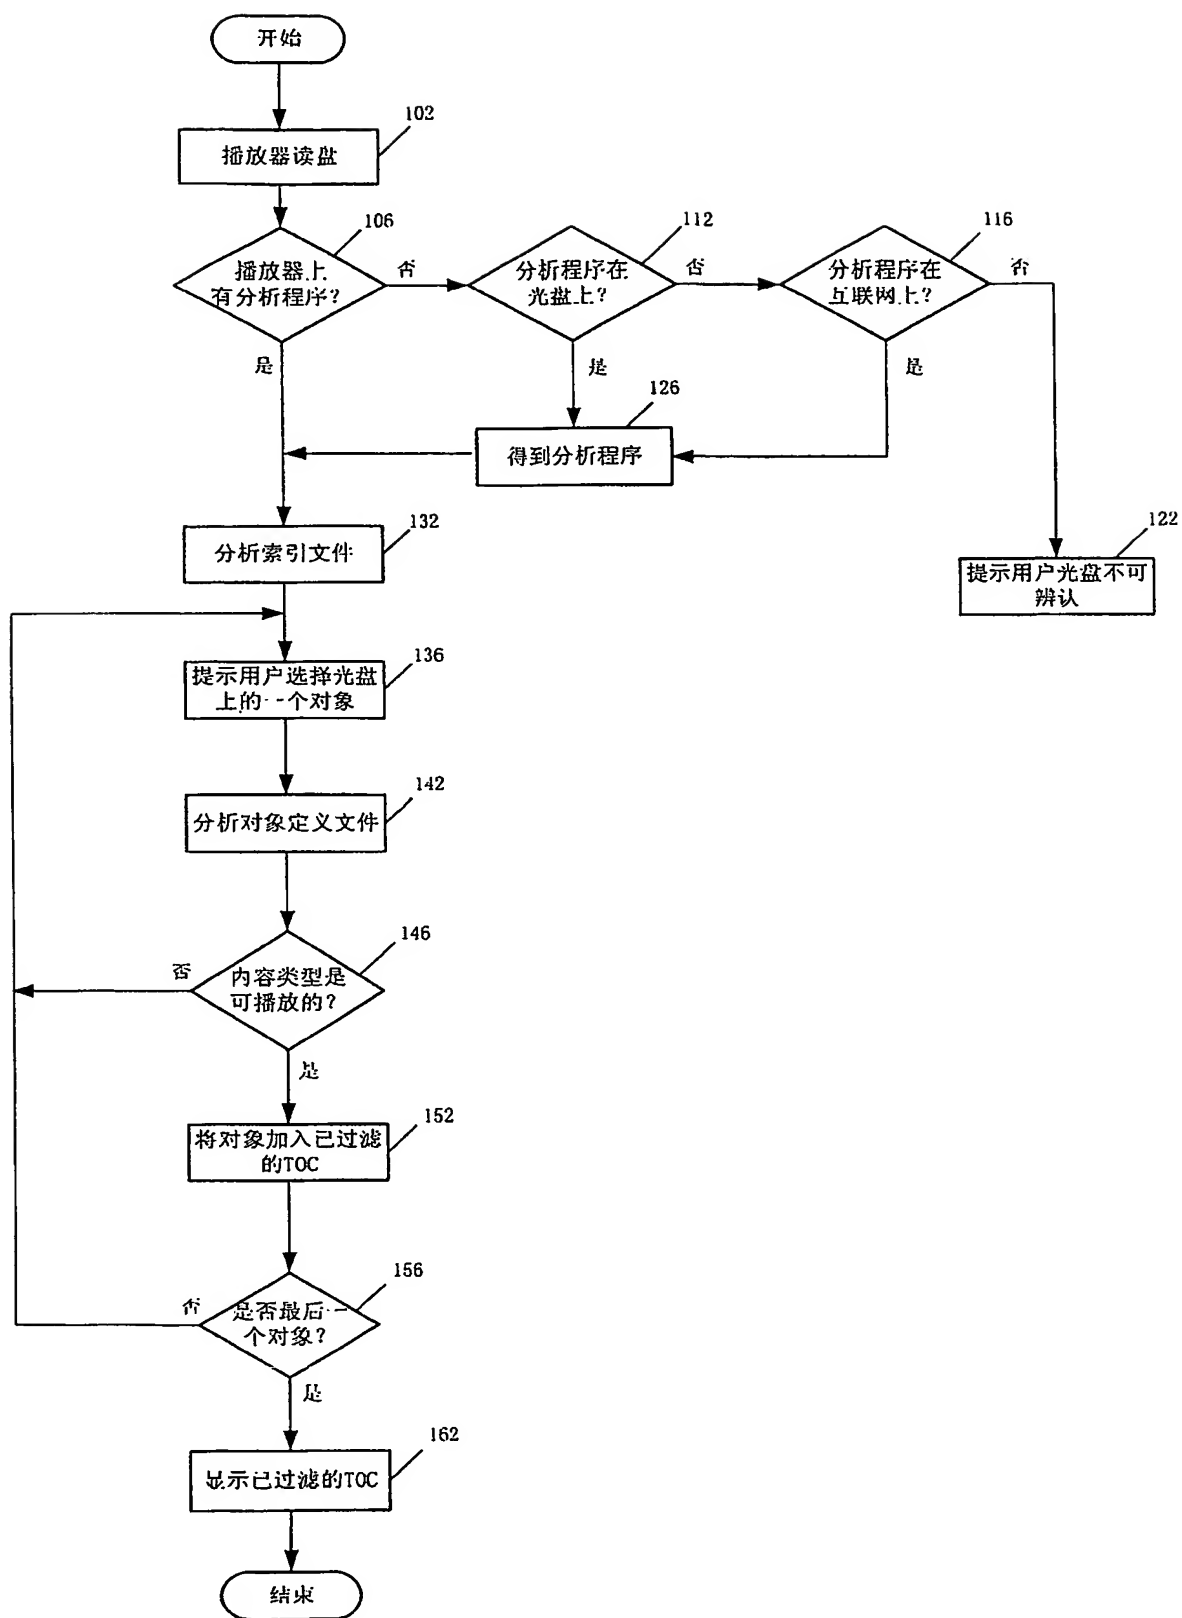 开始
102
播放器读盘
106
播放器上
有分析程序?
否
112
分析程序在
光盘上?
否
116
分析程序在
互联网上?
否
是
是
是
126
得到分析程序
132
分析索引文件
122
提示用户光盘不可
辨认
136
提示用户选择光盘
上的一个对象
142
分析对象定义文件
146
内容类型是
可播放的?
否
是
152
将对象加入已过滤
的TOC
156
是否最后一
个对象?
否
是
162
显示已过滤的TOC
结束